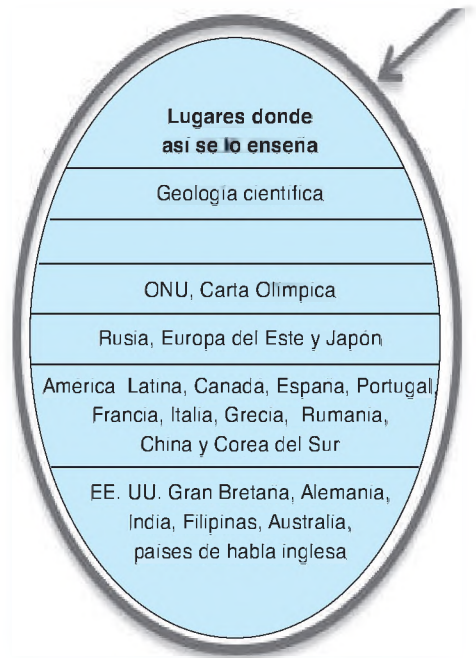 Lugares donde
así se lo enseña
Geología científica
ONU, Carta Olímpica
Rusia, Europa del Este y Japón
America Latina, Canada, Espana, Portugal
Francia, Italia, Grecia, Rumania,
China y Corea del Sur
EE. UU. Gran Bretaña, Alemania,
India, Filipinas, Australia,
países de habla inglesa